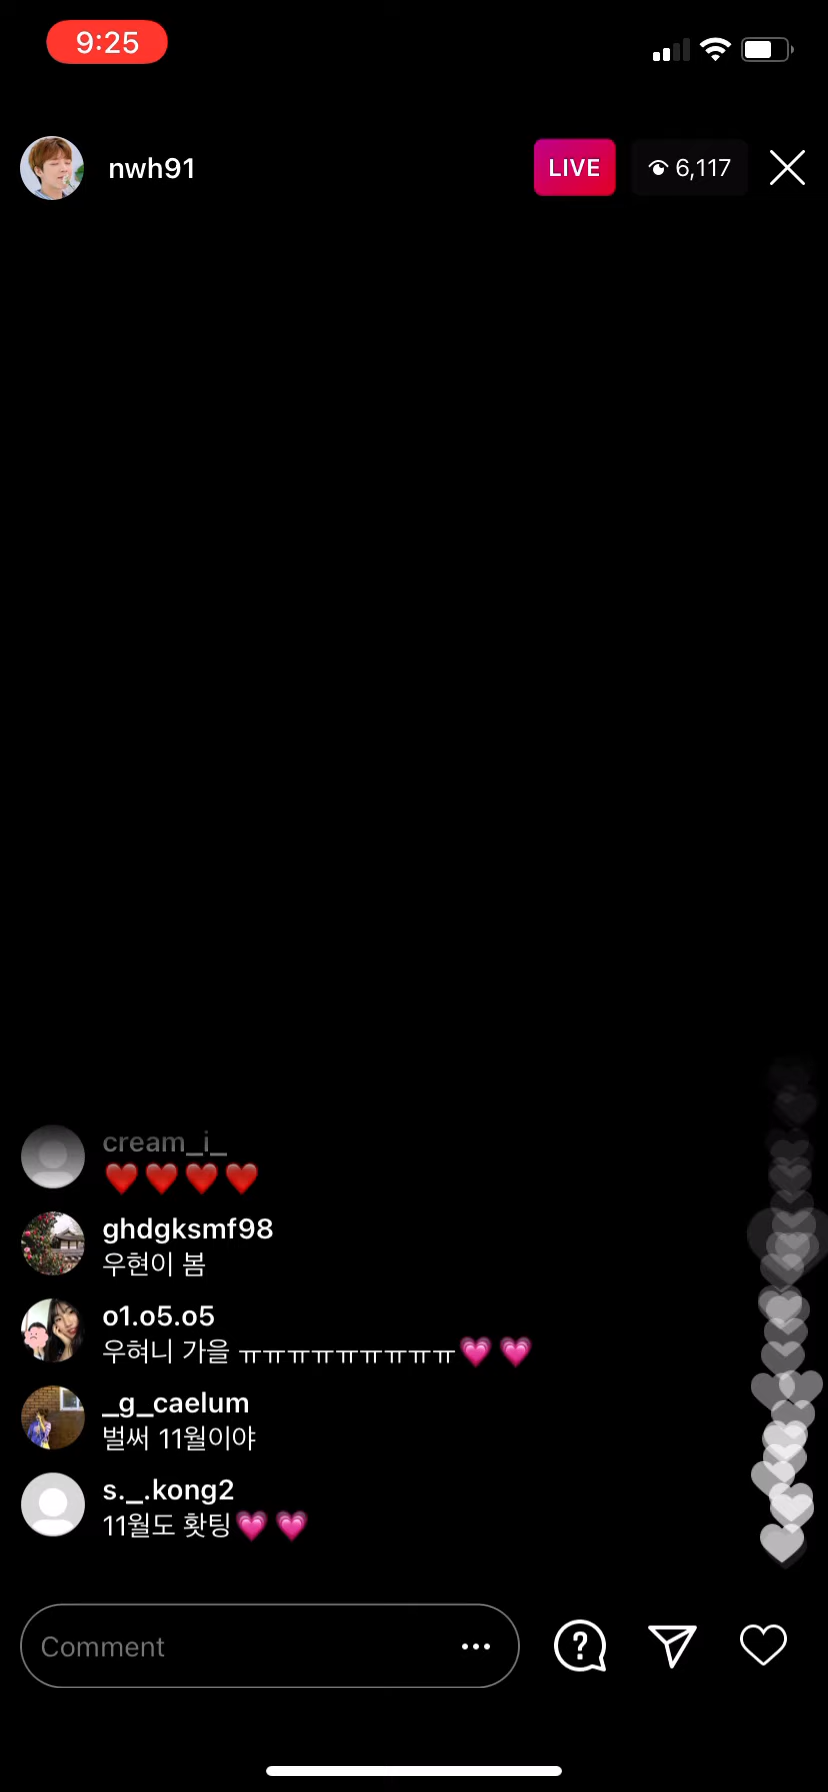 9:25
nwh91
LIVE 6,117
cream_i_
❤️❤️❤️❤️
ghdgksmf98
우현이 봄
o1.o5.o5
우혀니 가을 ㅠㅠㅠㅠㅠㅠㅠㅠㅠ💗💗
_g_caelum
벌써 11월이야
s._.kong2
11월도 홧팅💗💗
Comment